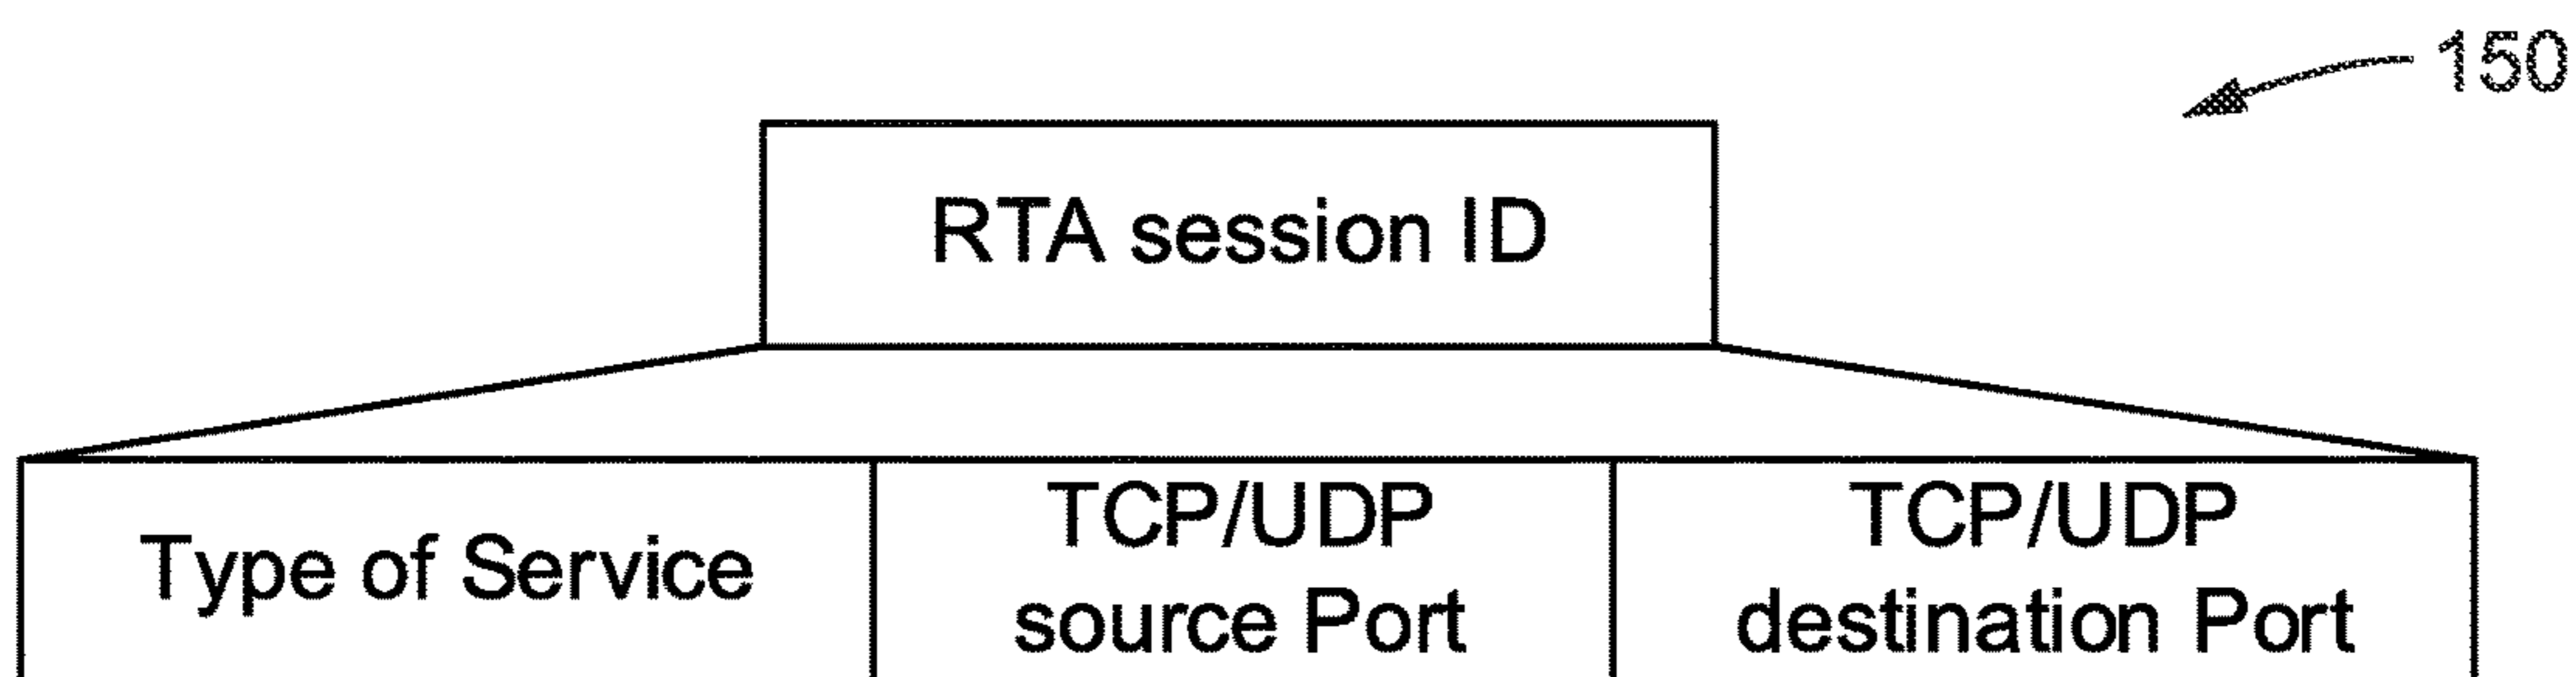 150
RTA session ID
Type of Service
TCP/UDP
source Port
TCP/UDP
destination Port